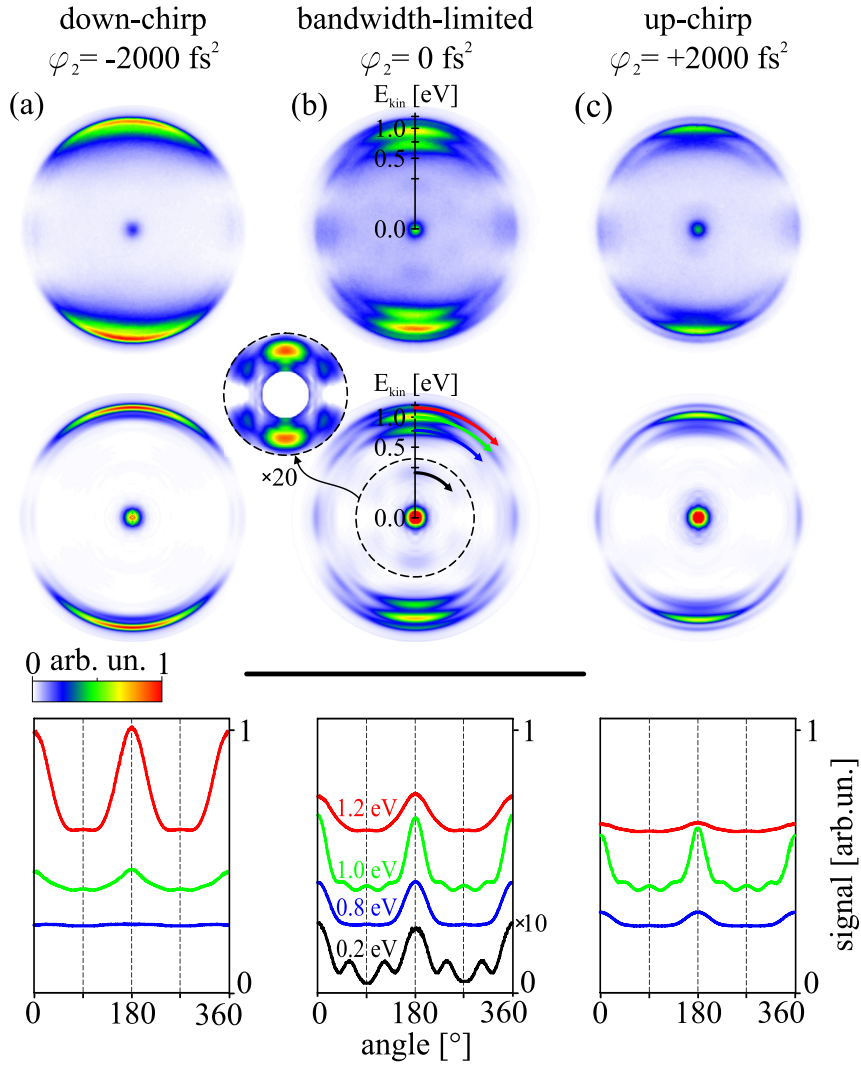 down-chirp
φ₂= -2000 fs²
bandwidth-limited
φ₂= 0 fs²
up-chirp
φ₂= +2000 fs²
(a)
(b)
(c)
E_kin [eV]
1.0
0.5
0.0
E_kin [eV]
1.0
0.5
0.0
×20
0 arb. un. 1
1
0
0 180 360
1.2 eV
1.0 eV
0.8 eV
0.2 eV
×10
1
0
0 180 360
angle [°]
1
0
0 180 360
signal [arb.un.]